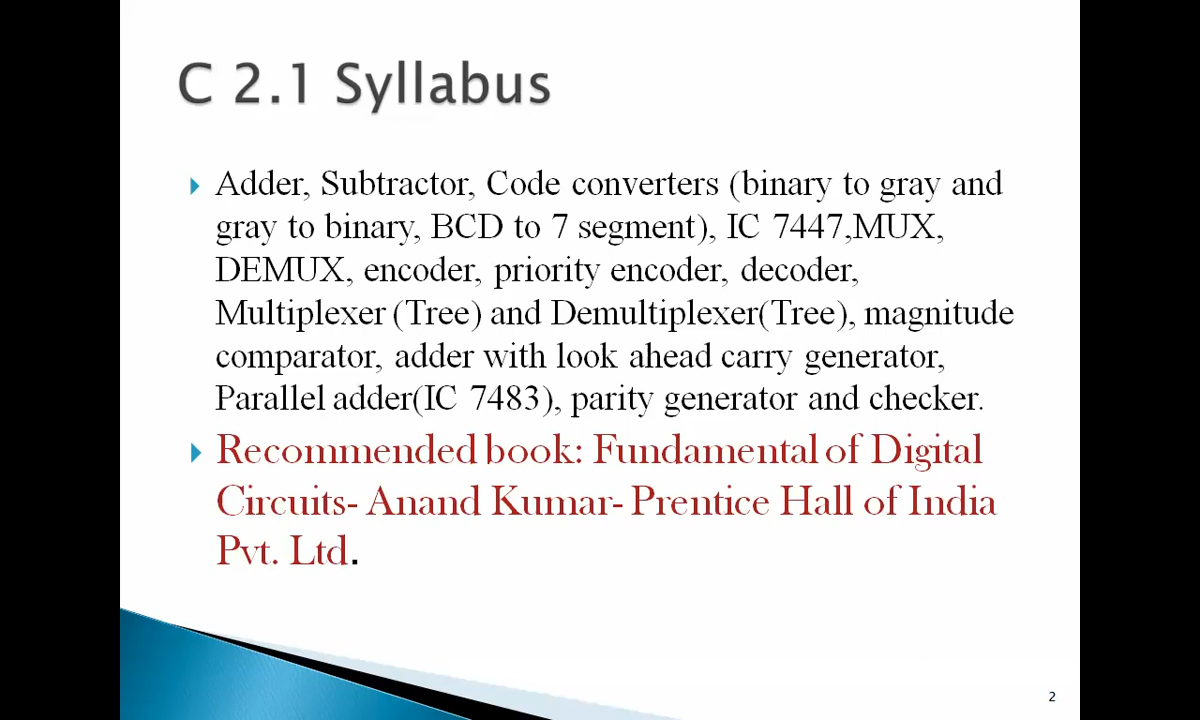 C 2.1 Syllabus
Adder, Subtractor, Code converters (binary to gray and
gray to binary, BCD to 7 segment), IC 7447,MUX,
DEMUX, encoder, priority encoder, decoder,
Multiplexer (Tree) and Demultiplexer(Tree), magnitude
comparator, adder with look ahead carry generator,
Parallel adder(IC 7483), parity generator and checker.
Recommended book: Fundamental of Digital
Circuits- Anand Kumar- Prentice Hall of India
Pvt. Ltd.
2